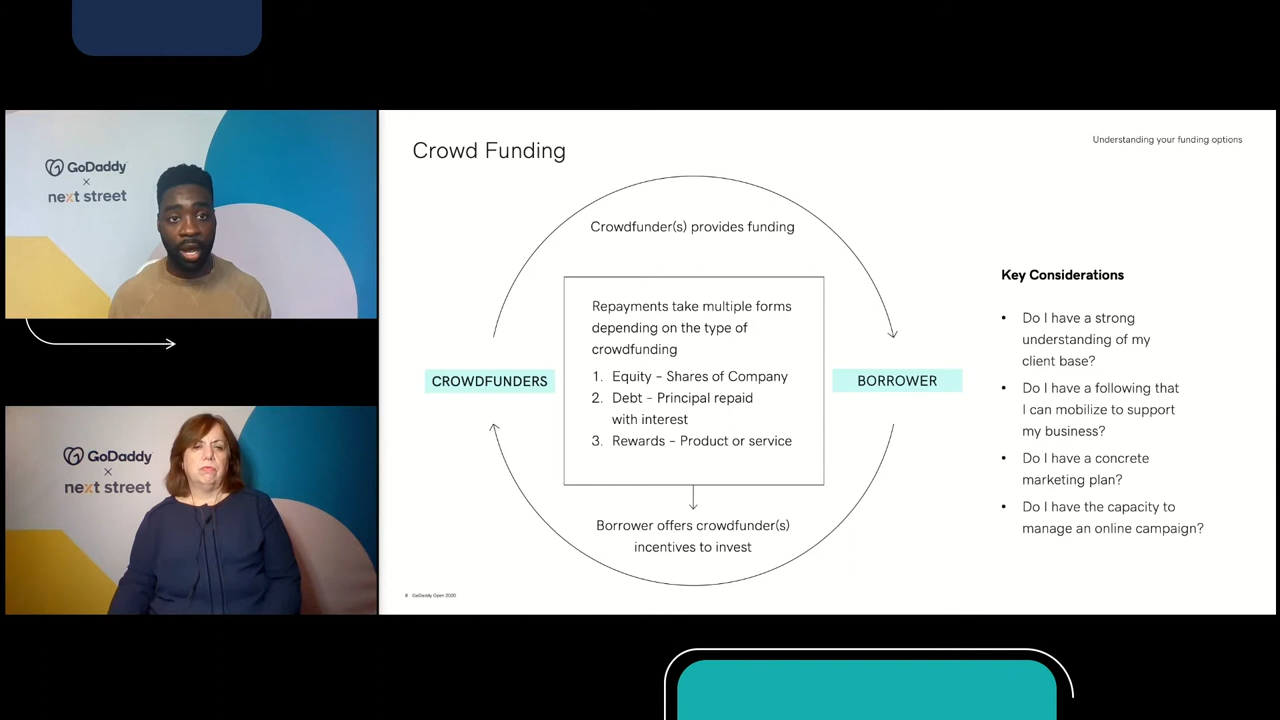 GoDaddy
×
next street
GoDaddy
×
next street
Crowd Funding
Understanding your funding options
Crowdfunder(s) provides funding
Repayments take multiple forms
depending on the type of
crowdfunding
1. Equity – Shares of Company
2. Debt – Principal repaid
with interest
3. Rewards – Product or service
CROWDFUNDERS
BORROWER
Borrower offers crowdfunder(s)
incentives to invest
Key Considerations
• Do I have a strong
understanding of my
client base?
• Do I have a following that
I can mobilize to support
my business?
• Do I have a concrete
marketing plan?
• Do I have the capacity to
manage an online campaign?
8 GoDaddy Open 2020